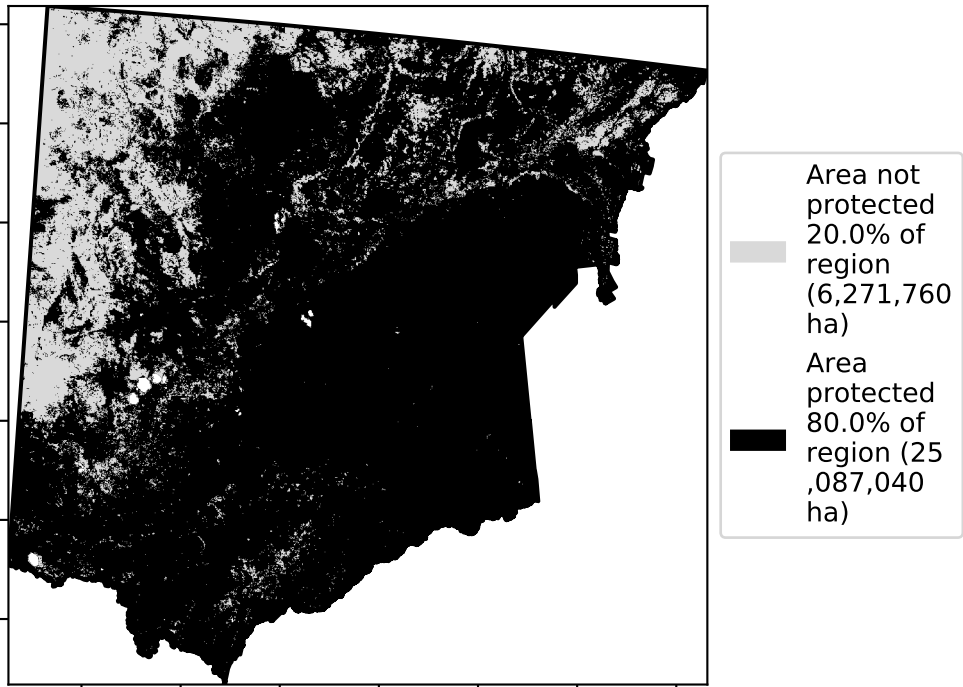 Area not
protected
20.0% of
region
(6,271,760
ha)
Area
protected
80.0% of
region (25
,087,040
ha)